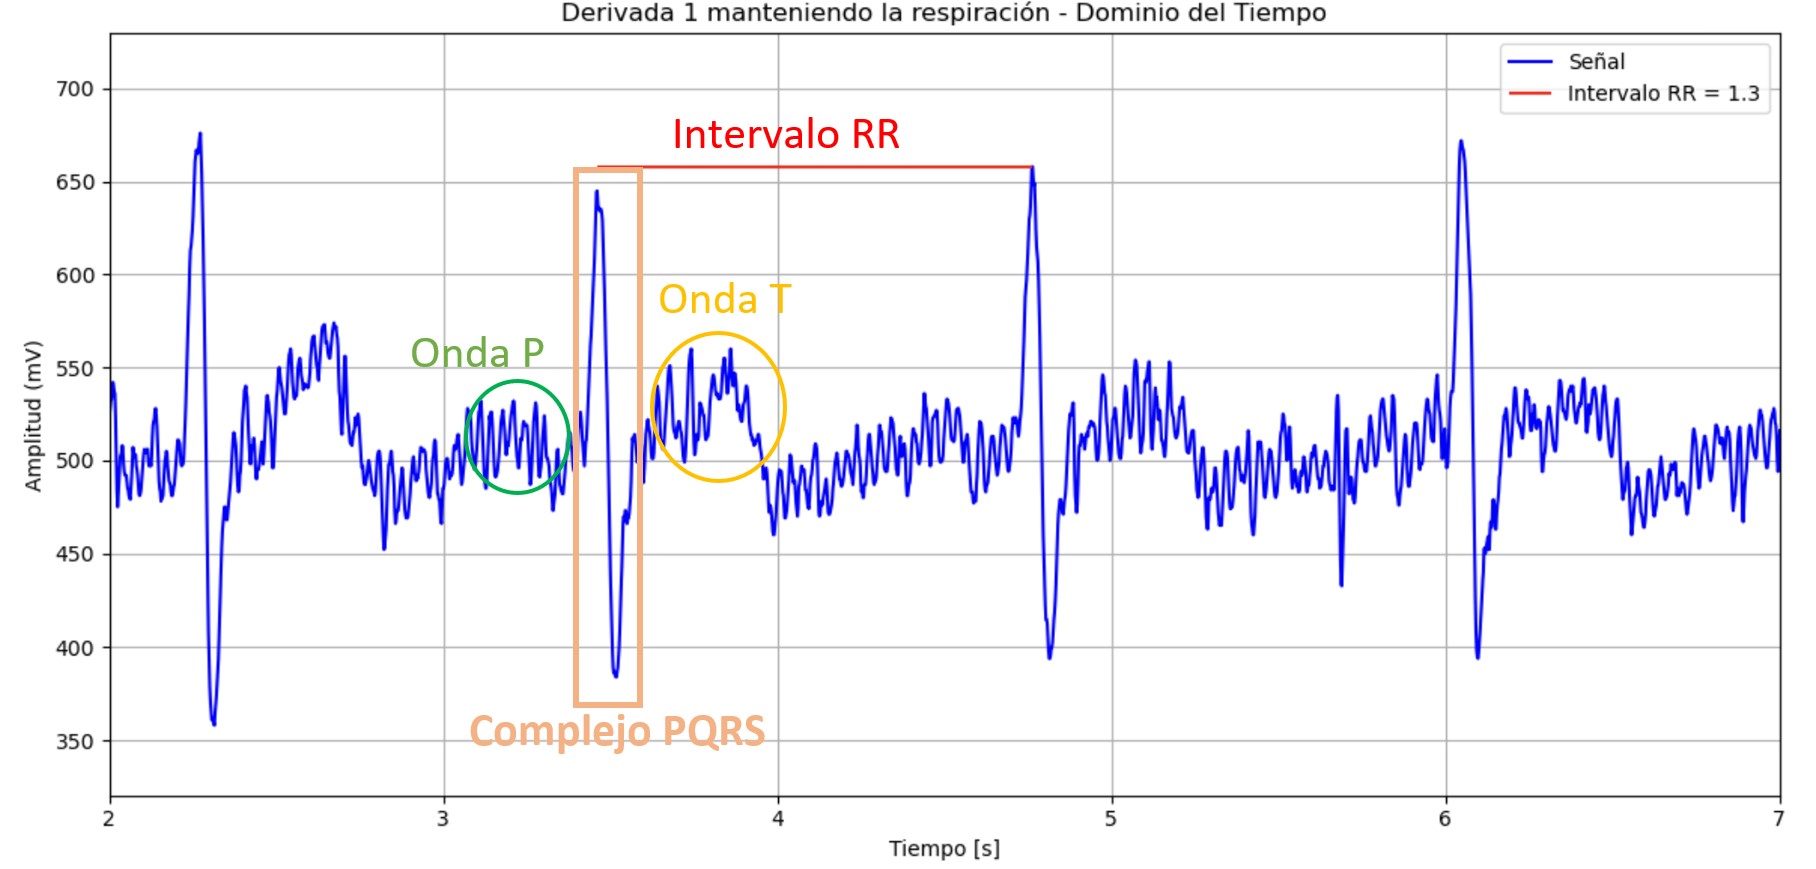 Derivada 1 manteniendo la respiración - Dominio del Tiempo
Señal
Intervalo RR = 1.3
Intervalo RR
Onda T
Onda P
Complejo PQRS
Amplitud (mV)
700
650
600
550
500
450
400
350
2 3 4 5 6 7
Tiempo [s]